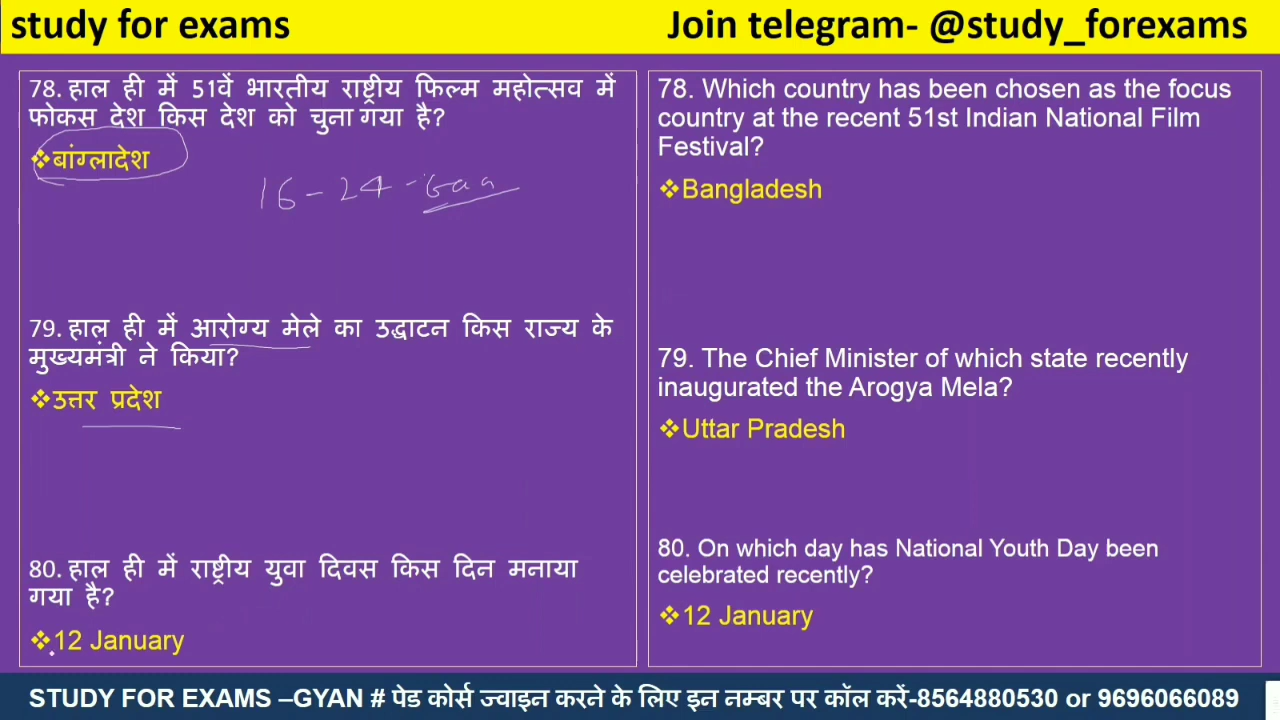 study for exams
Join telegram- @study_forexams
78. हाल ही में 51वें भारतीय राष्ट्रीय फिल्म महोत्सव में
फोकस देश किस देश को चुना गया है?
❖बांग्लादेश
16-24-
79. हाल ही में आरोग्य मेले का उद्घाटन किस राज्य के
मुख्यमंत्री ने किया?
❖उत्तर प्रदेश
80. हाल ही में राष्ट्रीय युवा दिवस किस दिन मनाया
गया है?
❖12 January
78. Which country has been chosen as the focus
country at the recent 51st Indian National Film
Festival?
❖Bangladesh
79. The Chief Minister of which state recently
inaugurated the Arogya Mela?
❖Uttar Pradesh
80. On which day has National Youth Day been
celebrated recently?
❖12 January
STUDY FOR EXAMS –GYAN # पेड कोर्स ज्वाइन करने के लिए इन नम्बर पर कॉल करें-8564880530 or 9696066089